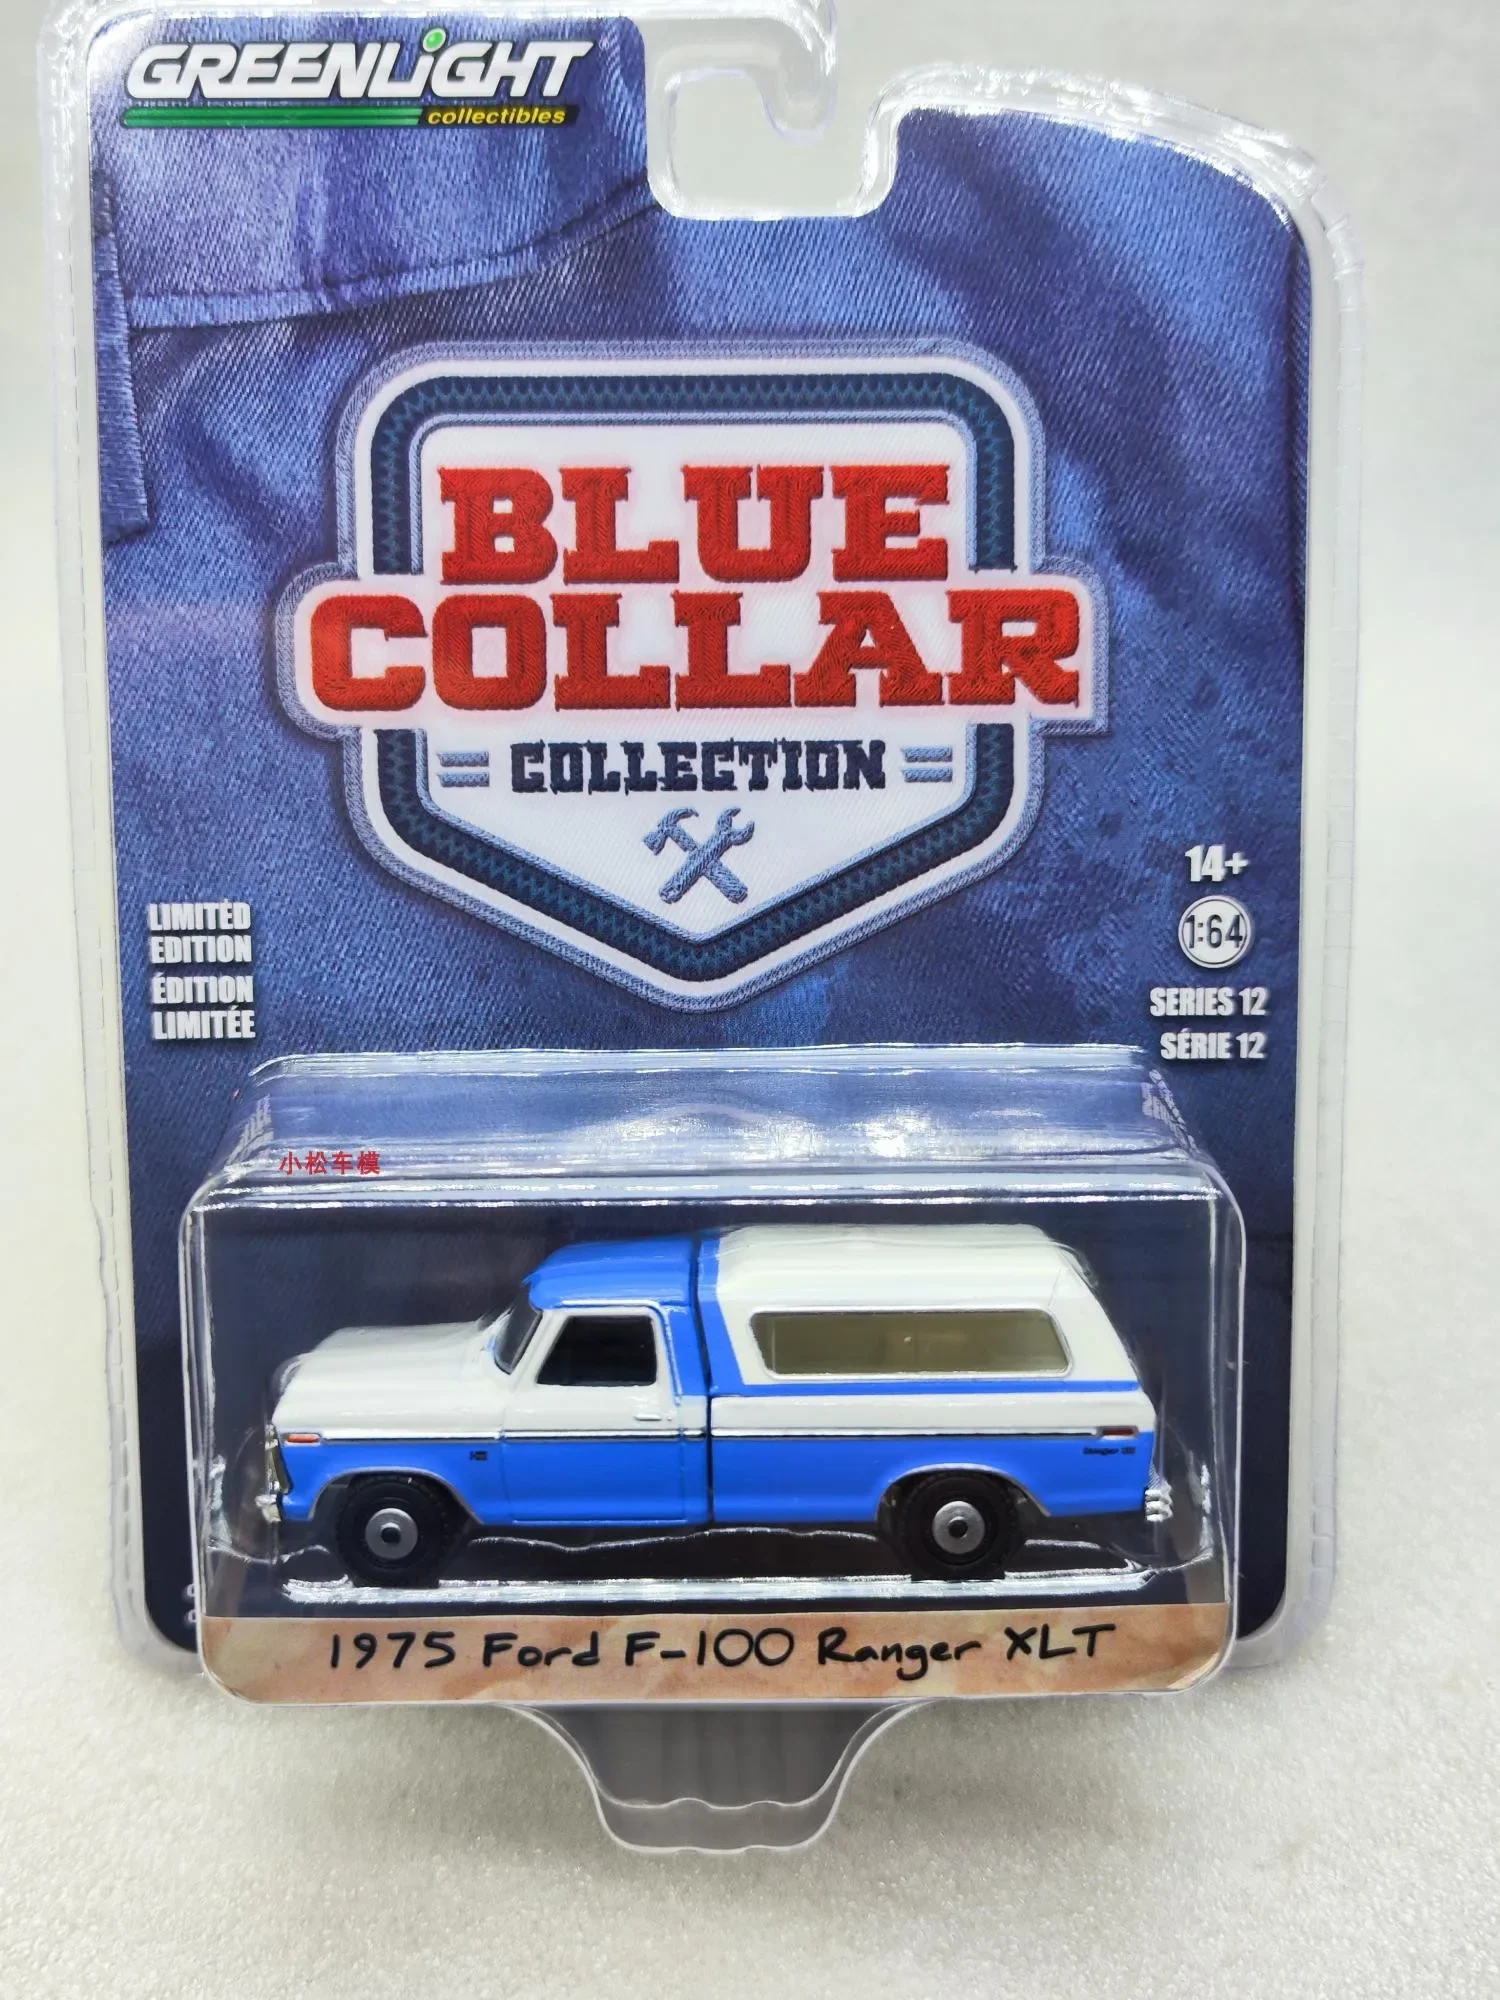 GREENLiGHT
collectibles
BLUE
COLLAR
COLLECTION
14+
1:64
SERIES 12
SÉRIE 12
LIMITED
EDITION
ÉDITION
LIMITÉE
小松车模
1975 Ford F-100 Ranger XLT